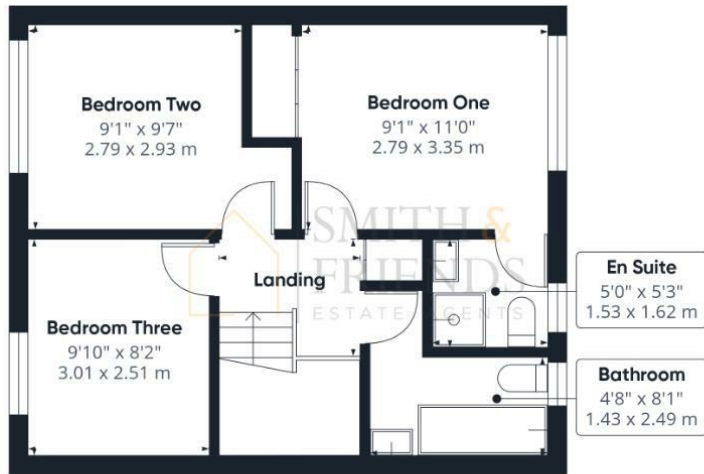 Bedroom Two
9'1" x 9'7"
2.79 x 2.93 m
Bedroom One
9'1" x 11'0"
2.79 x 3.35 m
SMITH &
FRIENDS
ESTATE AGENTS
Landing
En Suite
5'0" x 5'3"
1.53 x 1.62 m
Bedroom Three
9'10" x 8'2"
3.01 x 2.51 m
Bathroom
4'8" x 8'1"
1.43 x 2.49 m